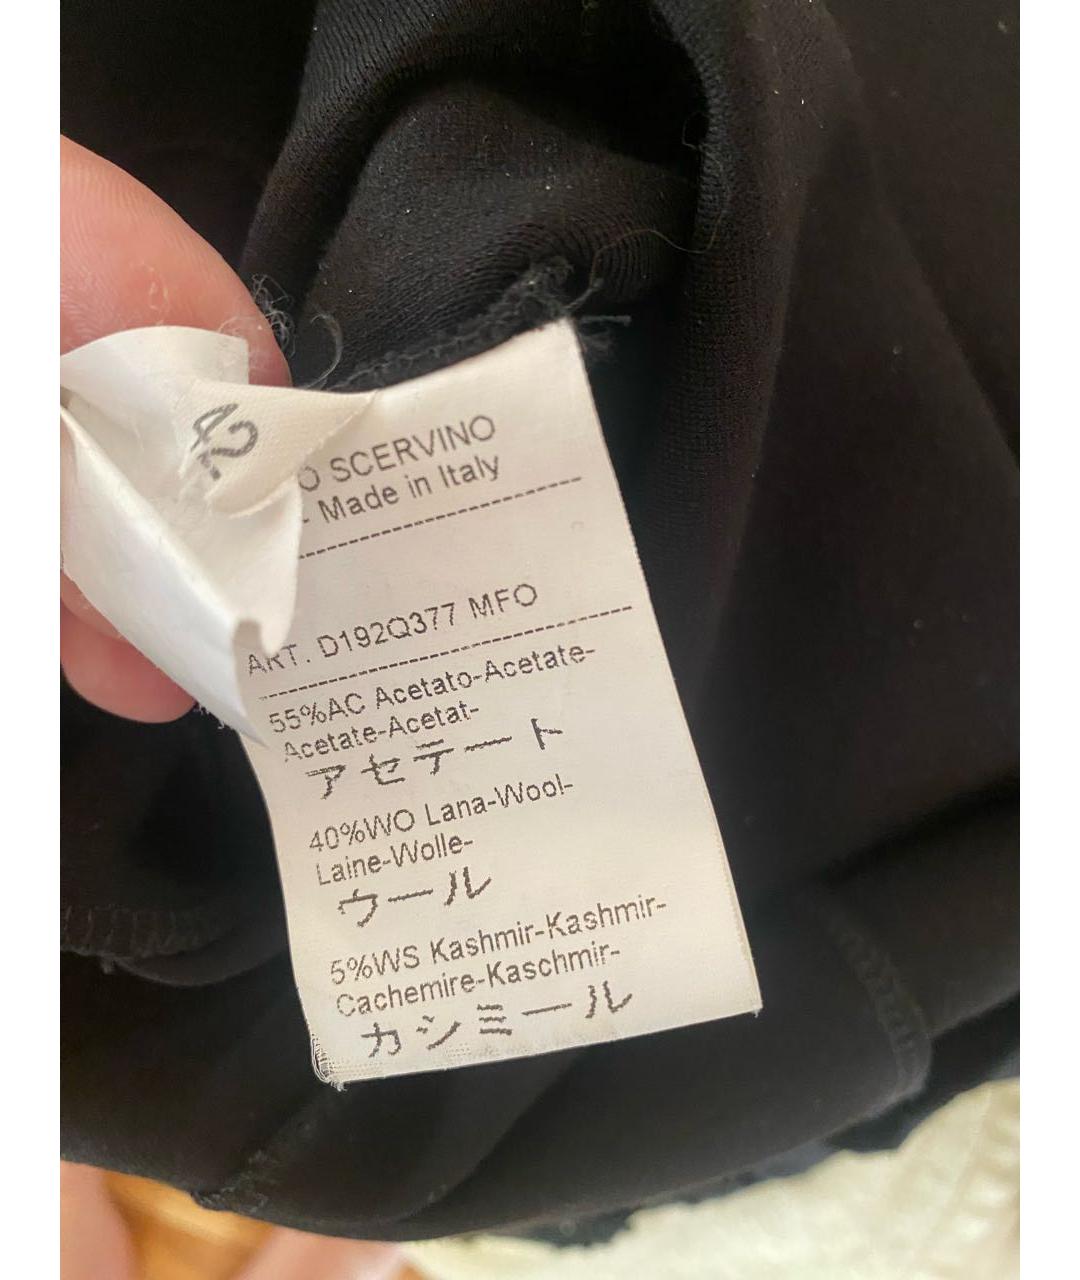 42
O SCERVINO
- Made in Italy
ART. D192Q377 MFO
55%AC Acetato-Acetate-
Acetate-Acetat-
アセテート
40%WO Lana-Wool-
Laine-Wolle-
ウール
5%WS Kashmir-Kashmir-
Cachemire-Kaschmir-
カシミール